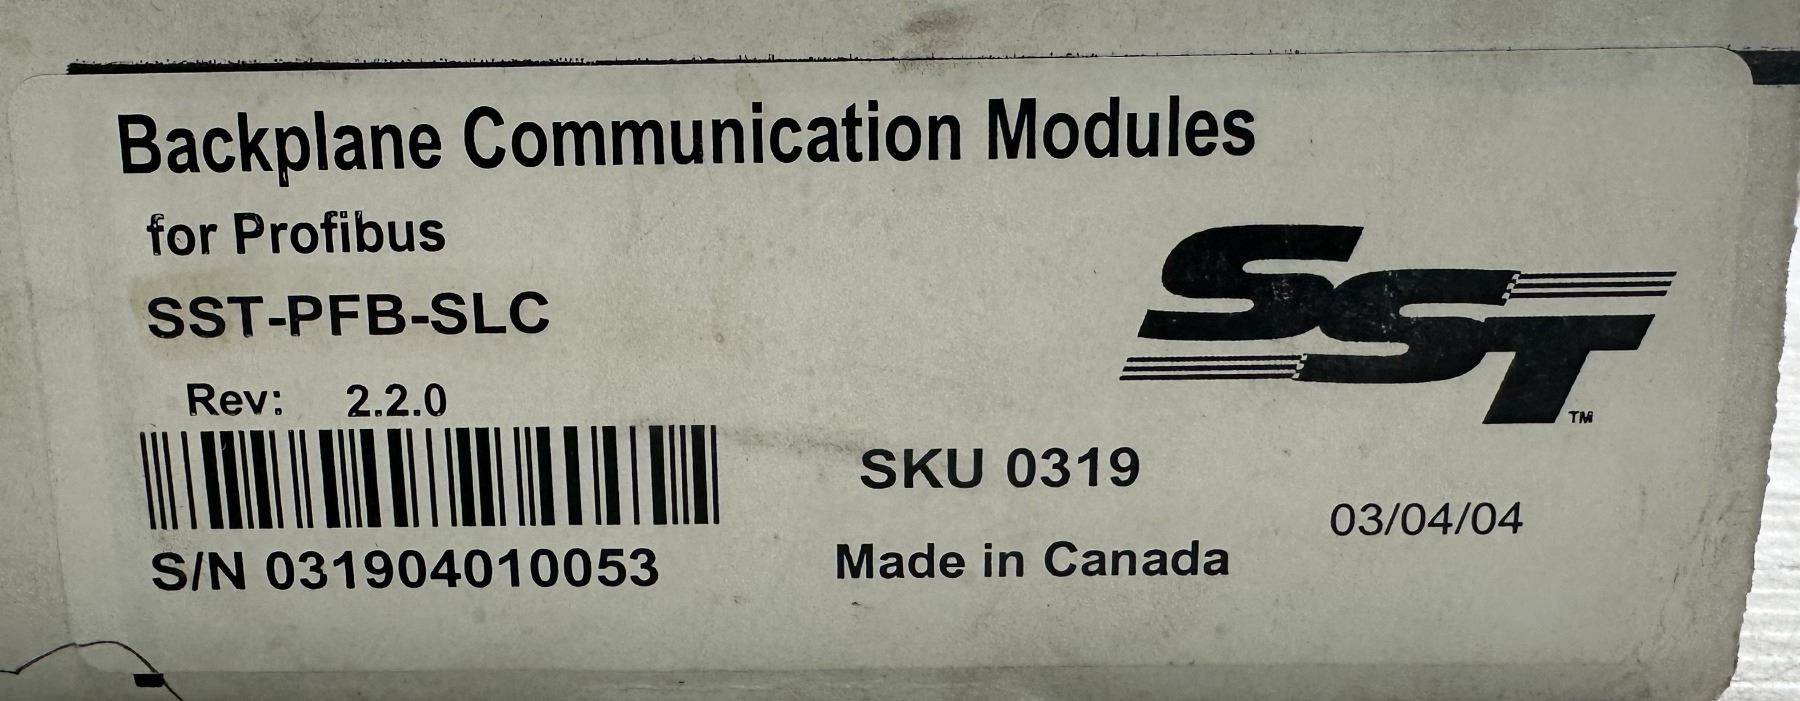 Backplane Communication Modules
for Profibus
SST-PFB-SLC
SST
TM
Rev: 2.2.0
SKU 0319
03/04/04
S/N 031904010053
Made in Canada